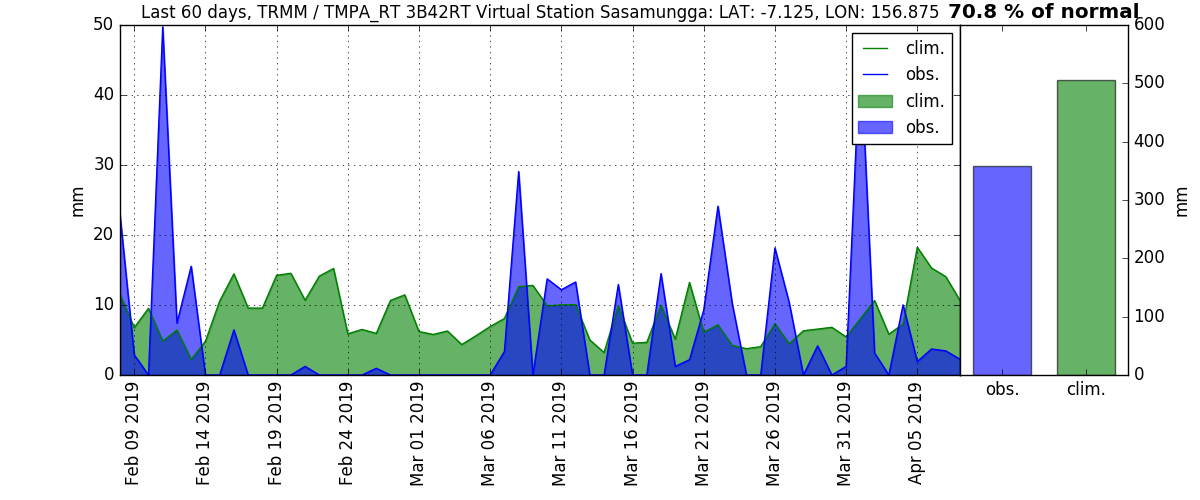 Last 60 days, TRMM / TMPA_RT 3B42RT Virtual Station Sasamungga: LAT: -7.125, LON: 156.875 70.8 % of normal
50
40
30
20
10
0
mm
clim.
obs.
clim.
obs.
600
500
400
300
200
100
0
mm
obs.
clim.
Feb 09 2019
Feb 14 2019
Feb 19 2019
Feb 24 2019
Mar 01 2019
Mar 06 2019
Mar 11 2019
Mar 16 2019
Mar 21 2019
Mar 26 2019
Mar 31 2019
Apr 05 2019